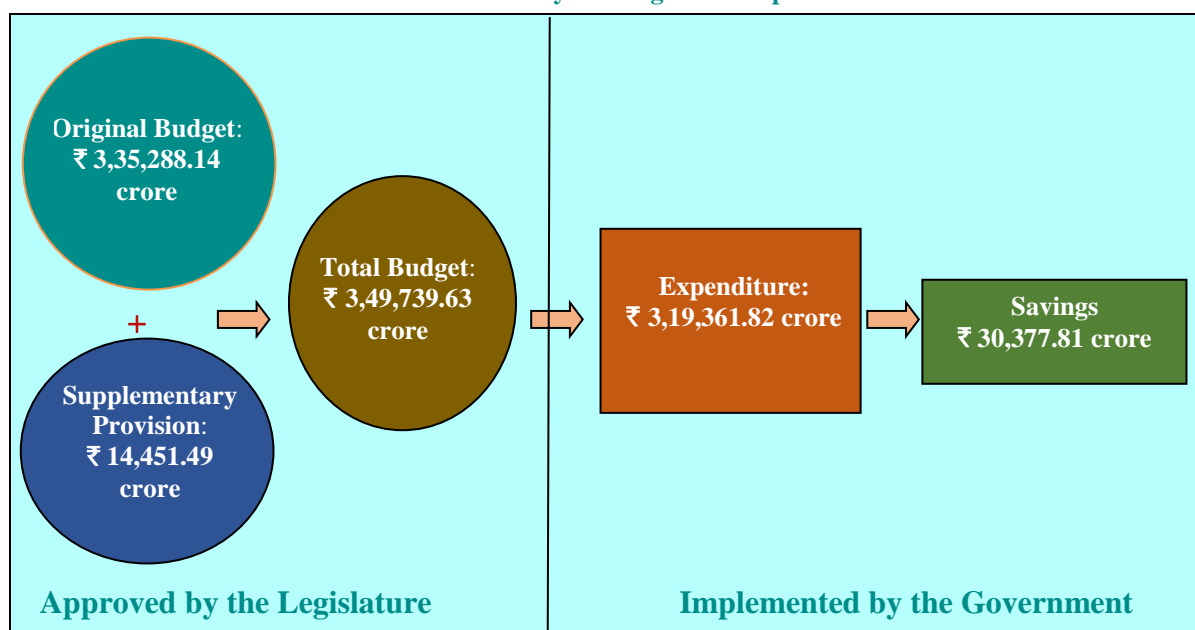 Original Budget:
₹ 3,35,288.14
crore
+
Supplementary
Provision:
₹ 14,451.49
crore
Total Budget:
₹ 3,49,739.63
crore
Expenditure:
₹ 3,19,361.82 crore
Savings
₹ 30,377.81 crore
Approved by the Legislature
Implemented by the Government